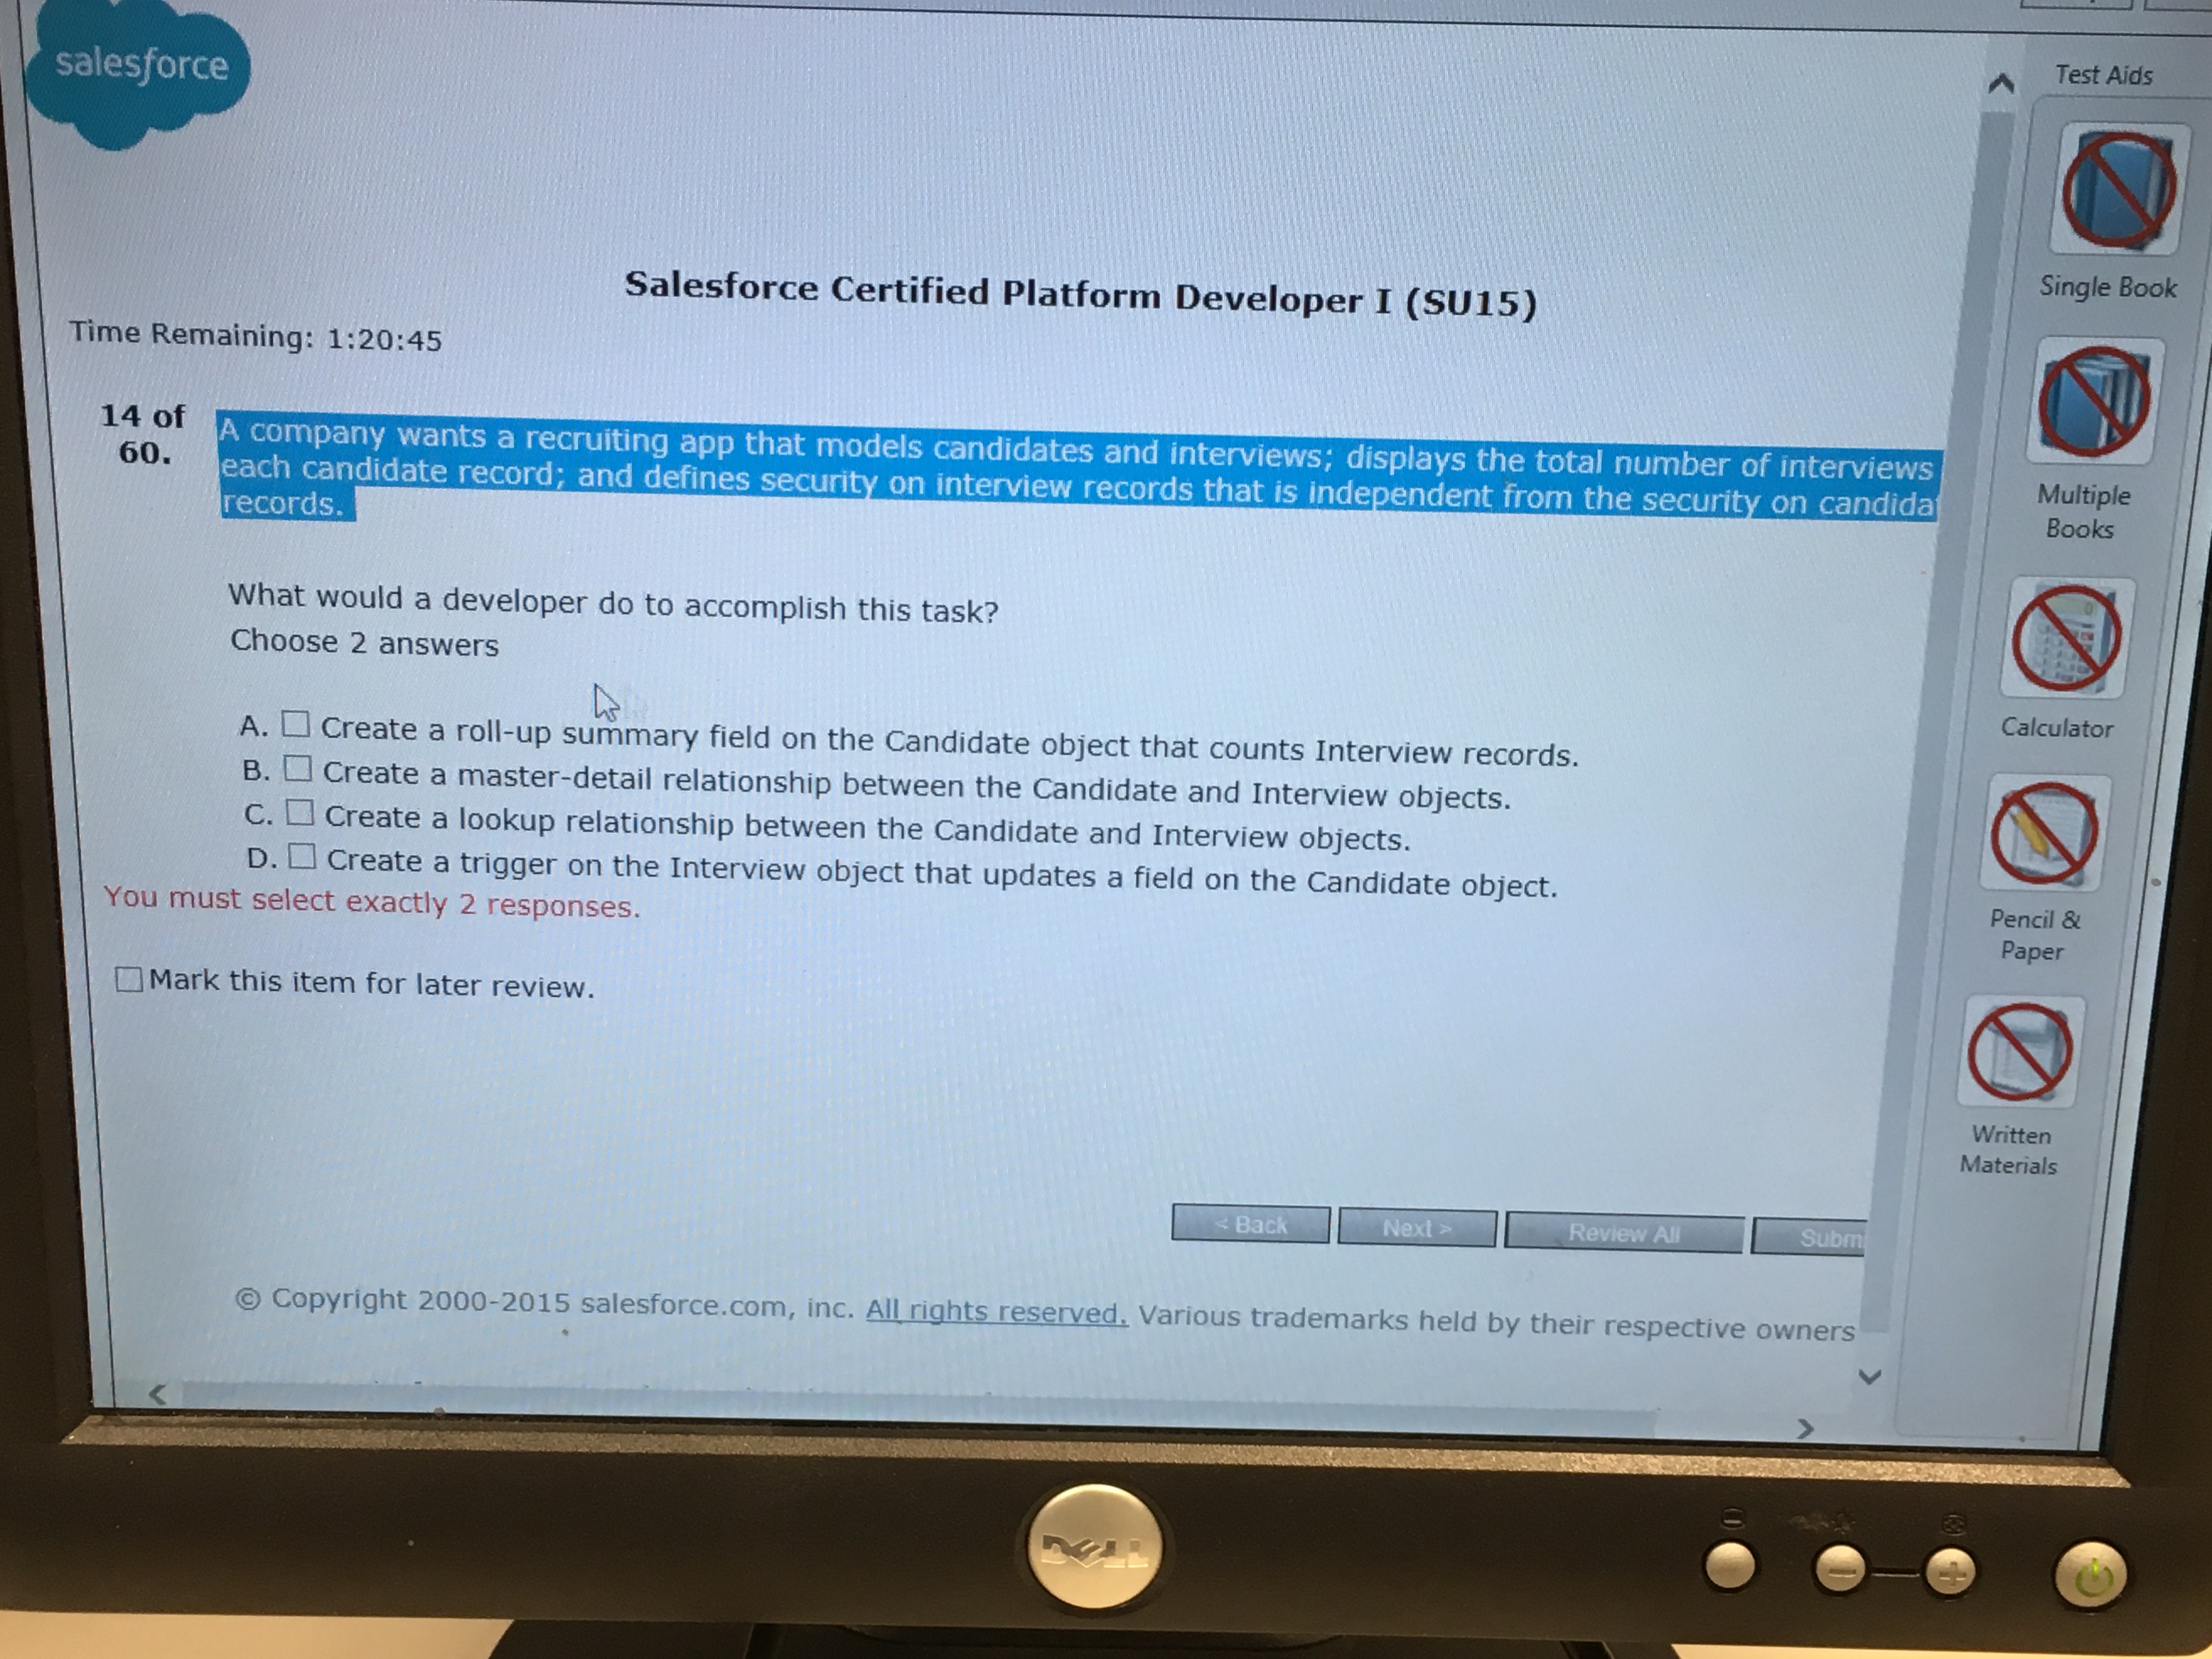 salesforce
Test Aids
Single Book
Multiple
Books
Calculator
Pencil &
Paper
Written
Materials
Salesforce Certified Platform Developer I (SU15)
Time Remaining: 1:20:45
14 of
60.
A company wants a recruiting app that models candidates and interviews; displays the total number of interviews
each candidate record; and defines security on interview records that is independent from the security on candida
records.
What would a developer do to accomplish this task?
Choose 2 answers
A. Create a roll-up summary field on the Candidate object that counts Interview records.
B. Create a master-detail relationship between the Candidate and Interview objects.
C. Create a lookup relationship between the Candidate and Interview objects.
D. Create a trigger on the Interview object that updates a field on the Candidate object.
You must select exactly 2 responses.
Mark this item for later review.
< Back Next > Review All Subm
© Copyright 2000-2015 salesforce.com, inc. All rights reserved. Various trademarks held by their respective owners
DELL